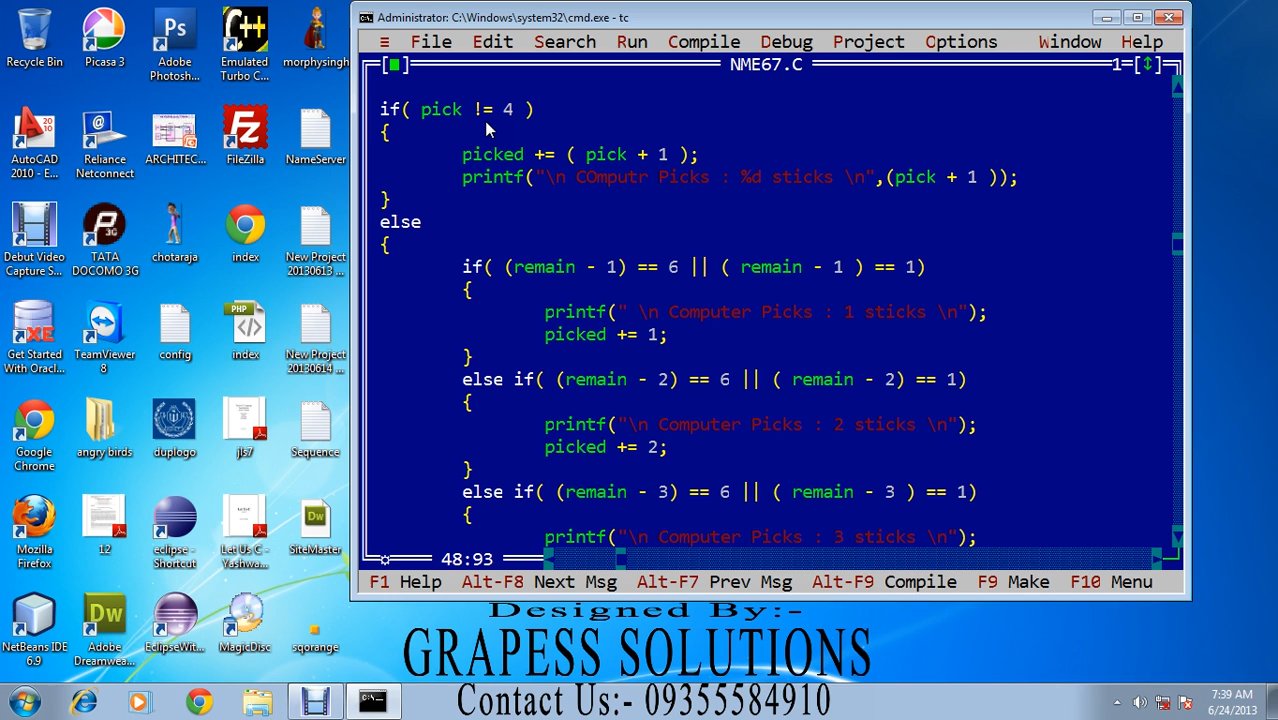 Recycle Bin
Picasa 3
Adobe Photosh...
Emulated Turbo C...
morphysingh
AutoCAD 2010 - E...
Reliance Netconnect
ARCHITEC...
FileZilla
NameServer
Debut Video Capture S...
TATA DOCOMO 3G
chotaraja
index
New Project 20130613 ...
Get Started With Oracl...
TeamViewer 8
config
index
New Project 20130614 ...
Google Chrome
angry birds
duplogo
jls7
Sequence
Mozilla Firefox
12
eclipse - Shortcut
Let Us C - Yashwa...
SiteMaster
NetBeans IDE 6.9
Adobe Dreamwea...
EclipseWit...
MagicDisc
sqorange
Administrator: C:\Windows\system32\cmd.exe - tc
≡ File Edit Search Run Compile Debug Project Options Window Help
NME67.C 1
if( pick != 4 )
{
picked += ( pick + 1 );
printf("\n COmputr Picks : %d sticks \n",(pick + 1 ));
}
else
{
if( (remain - 1) == 6 || ( remain - 1 ) == 1)
{
printf(" \n Computer Picks : 1 sticks \n");
picked += 1;
}
else if( (remain - 2) == 6 || ( remain - 2) == 1)
{
printf("\n Computer Picks : 2 sticks \n");
picked += 2;
}
else if( (remain - 3) == 6 || ( remain - 3 ) == 1)
{
printf("\n Computer Picks : 3 sticks \n");
48:93
F1 Help Alt-F8 Next Msg Alt-F7 Prev Msg Alt-F9 Compile F9 Make F10 Menu
Designed By:-
GRAPESS SOLUTIONS
Contact Us:- 09355584910
7:39 AM
6/24/2013